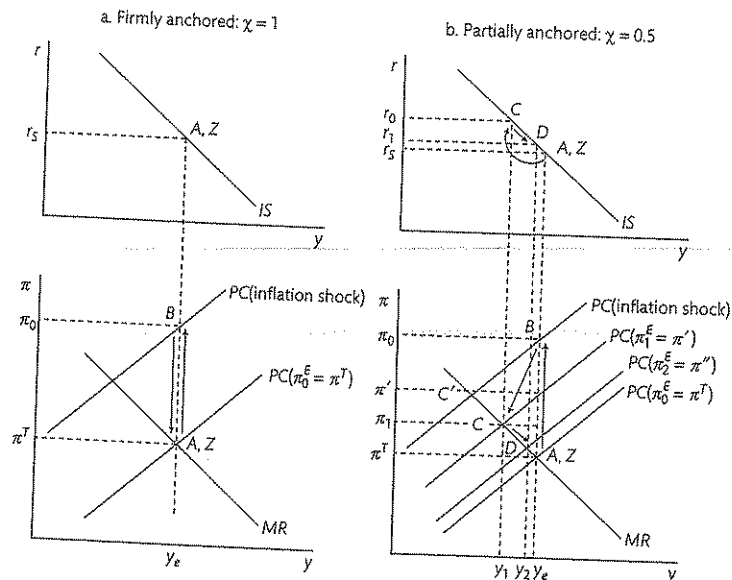 a. Firmly anchored: χ = 1
r
r_S
A, Z
IS
y
π
π_0
B
PC(inflation shock)
PC(π_0^E = π^T)
π^T
A, Z
MR
y_e
y
b. Partially anchored: χ = 0.5
r
r_0
r_1
r_S
C
D
A, Z
IS
y
π
π_0
B
PC(inflation shock)
PC(π_1^E = π′)
PC(π_2^E = π″)
PC(π_0^E = π^T)
π′
C′
π_1
C
D
π^T
A, Z
MR
y_1 y_2 y_e
y